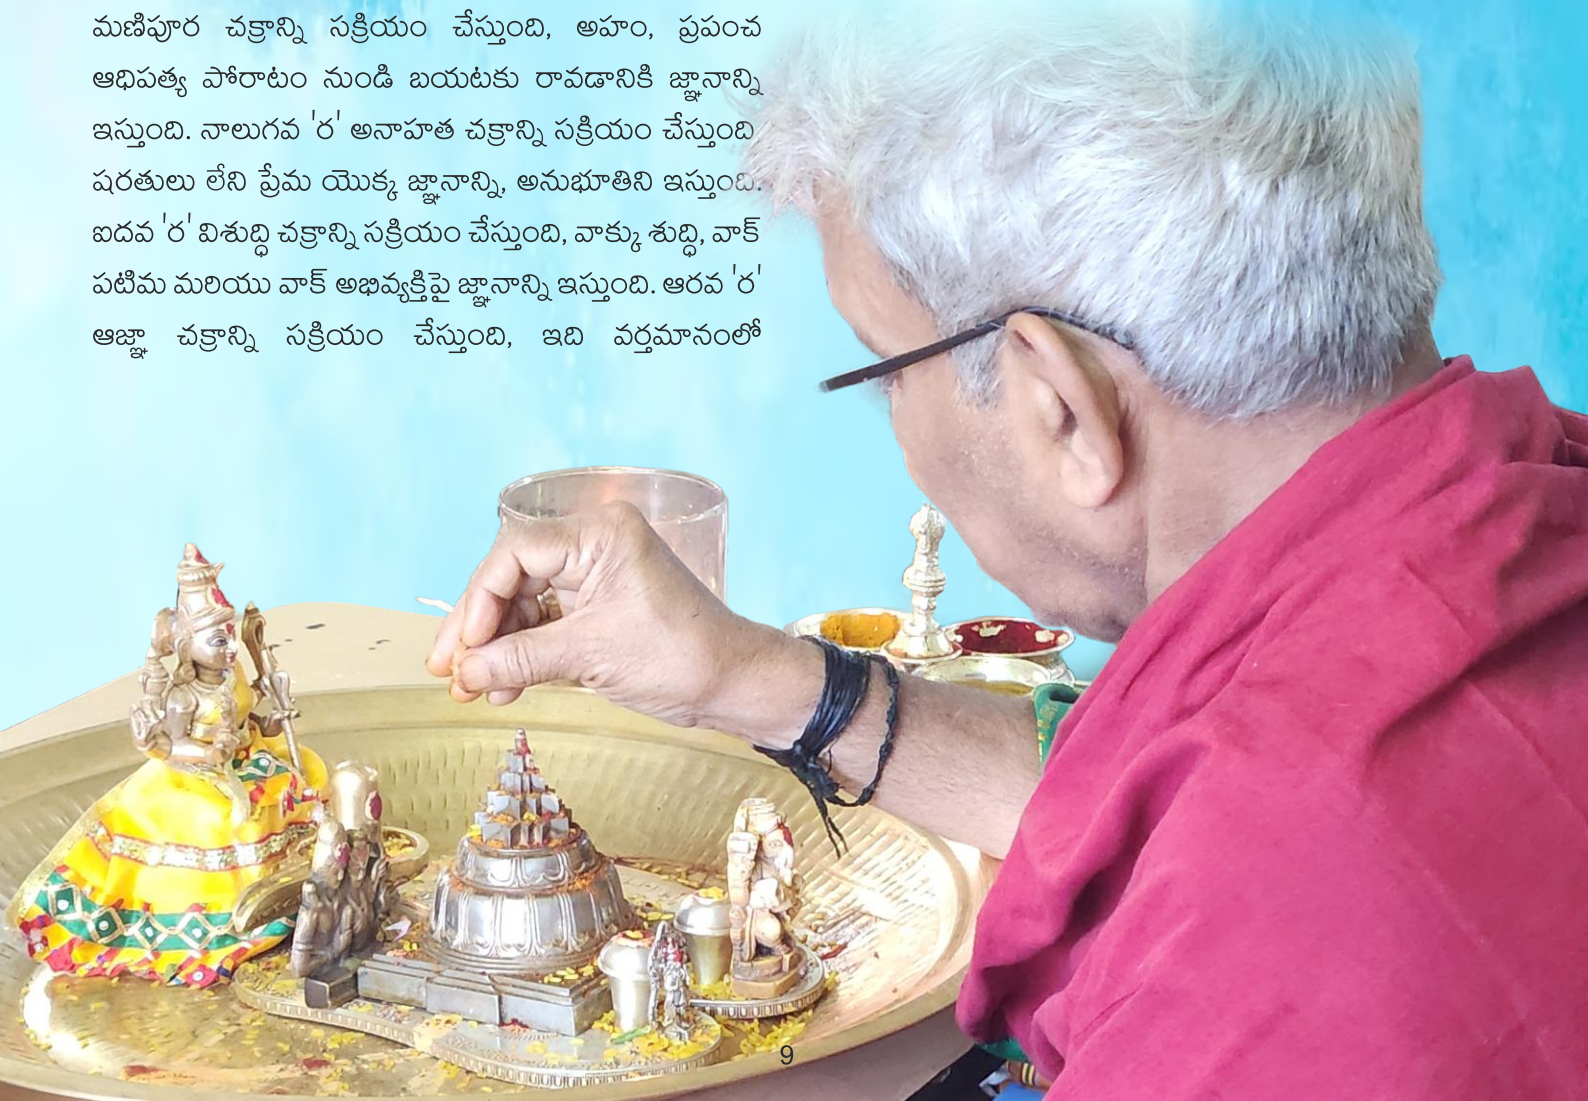 మణిపూర చక్రాన్ని సక్రియం చేస్తుంది, అహం, ప్రపంచ
ఆధిపత్య పోరాటం నుండి బయటకు రావడానికి జ్ఞానాన్ని
ఇస్తుంది. నాలుగవ 'ర' అనాహత చక్రాన్ని సక్రియం చేస్తుంది
షరతులు లేని ప్రేమ యొక్క జ్ఞానాన్ని, అనుభూతిని ఇస్తుంది.
ఐదవ 'ర' విశుద్ధి చక్రాన్ని సక్రియం చేస్తుంది, వాక్కు శుద్ధి, వాక్
పటిమ మరియు వాక్ అభివ్యక్తిపై జ్ఞానాన్ని ఇస్తుంది. ఆరవ 'ర'
ఆజ్ఞా చక్రాన్ని సక్రియం చేస్తుంది, ఇది వర్తమానంలో
9